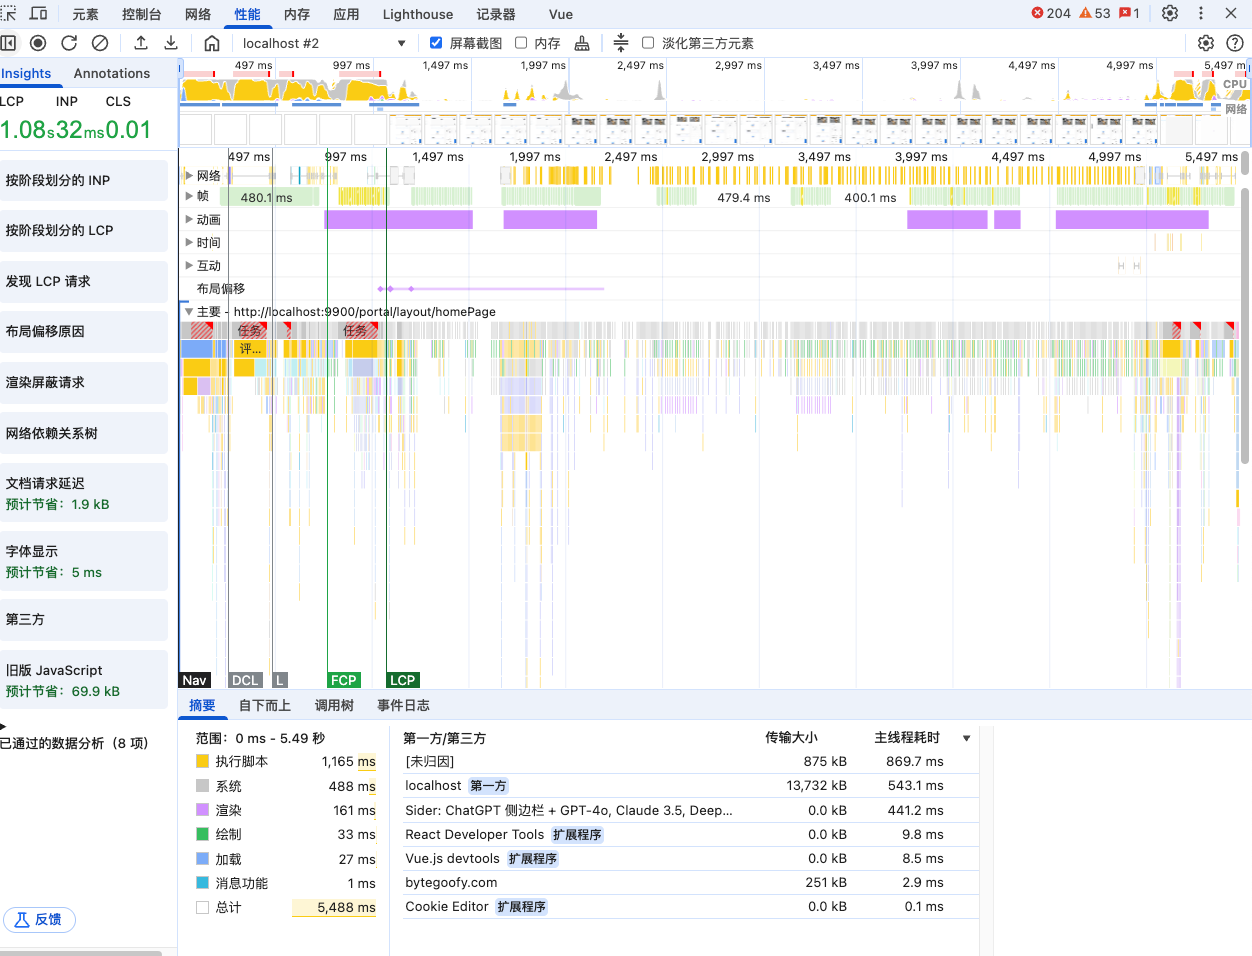 元素 控制台 网络 性能 内存 应用 Lighthouse 记录器 Vue 204 53 1
localhost #2 屏幕截图 内存 淡化第三方元素
Insights Annotations
LCP INP CLS
1.08s 32ms 0.01
按阶段划分的 INP
按阶段划分的 LCP
发现 LCP 请求
布局偏移原因
渲染屏蔽请求
网络依赖关系树
文档请求延迟
预计节省：1.9 kB
字体显示
预计节省：5 ms
第三方
旧版 JavaScript
预计节省：69.9 kB
已通过的数据分析（8 项）
反馈
497 ms 997 ms 1,497 ms 1,997 ms 2,497 ms 2,997 ms 3,497 ms 3,997 ms 4,497 ms 4,997 ms 5,497 m
CPU
网络
497 ms 997 ms 1,497 ms 1,997 ms 2,497 ms 2,997 ms 3,497 ms 3,997 ms 4,497 ms 4,997 ms 5,497 ms
网络
帧 480.1 ms 479.4 ms 400.1 ms
动画
时间
互动
布局偏移
主要 - http://localhost:9900/portal/layout/homePage
任务 任务
评...
Nav DCL L FCP LCP
摘要 自下而上 调用树 事件日志
范围：0 ms - 5.49 秒
执行脚本 1,165 ms
系统 488 ms
渲染 161 ms
绘制 33 ms
加载 27 ms
消息功能 1 ms
总计 5,488 ms
第一方/第三方 传输大小 主线程耗时
[未归因] 875 kB 869.7 ms
localhost 第一方 13,732 kB 543.1 ms
Sider: ChatGPT 侧边栏 + GPT-4o, Claude 3.5, Deep... 0.0 kB 441.2 ms
React Developer Tools 扩展程序 0.0 kB 9.8 ms
Vue.js devtools 扩展程序 0.0 kB 8.5 ms
bytegoofy.com 251 kB 2.9 ms
Cookie Editor 扩展程序 0.0 kB 0.1 ms